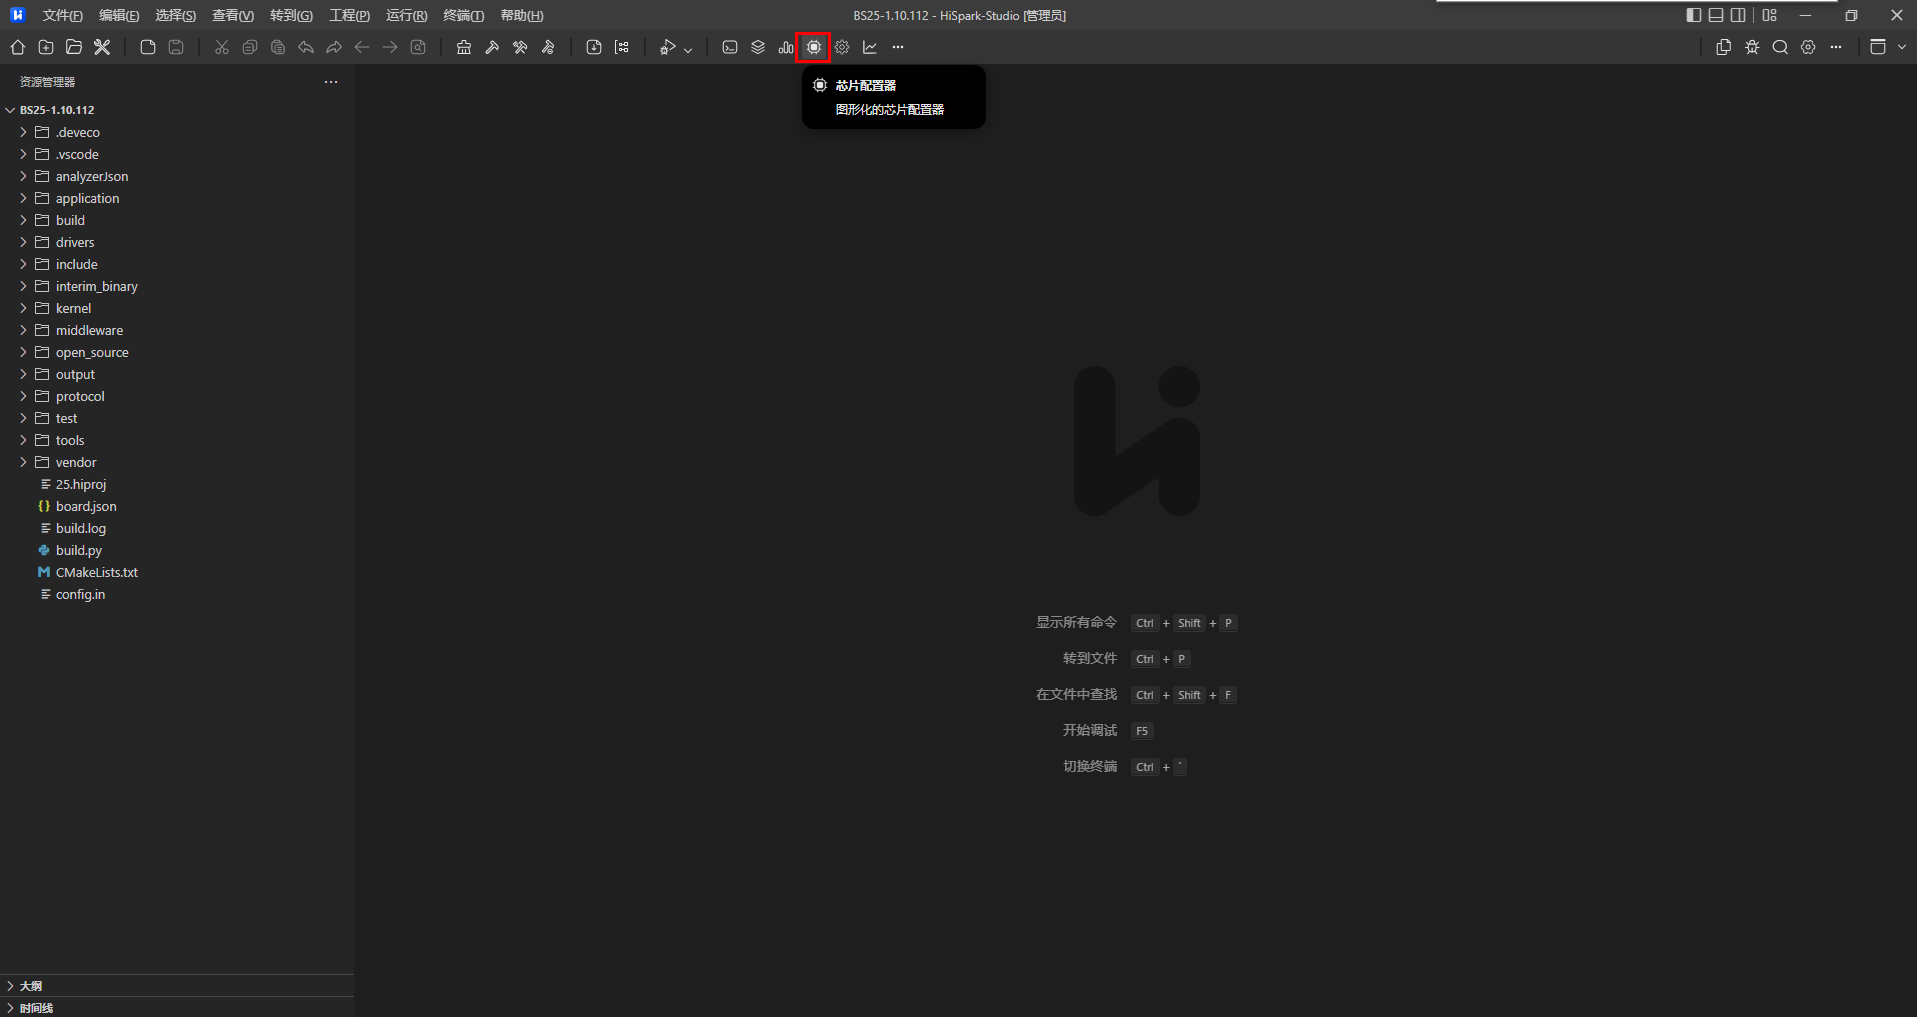 文件(F) 编辑(E) 选择(S) 查看(V) 转到(G) 工程(P) 运行(R) 终端(T) 帮助(H) BS25-1.10.112 - HiSpark-Studio [管理员]
资源管理器
芯片配置器
图形化的芯片配置器
BS25-1.10.112
.deveco
.vscode
analyzerJson
application
build
drivers
include
interim_binary
kernel
middleware
open_source
output
protocol
test
tools
vendor
25.hiproj
board.json
build.log
build.py
CMakeLists.txt
config.in
显示所有命令 Ctrl + Shift + P
转到文件 Ctrl + P
在文件中查找 Ctrl + Shift + F
开始调试 F5
切换终端 Ctrl + `
大纲
时间线